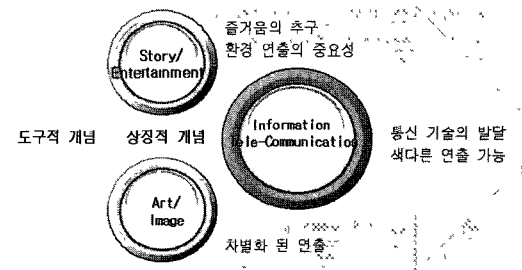 즐거움의 추구
환경 연출의 중요성
Story/
Entertainment
Information
Tele-Communication
도구적 개념
상징적 개념
통신 기술의 발달
색다른 연출 가능
Art/
Image
차별화 된 연출